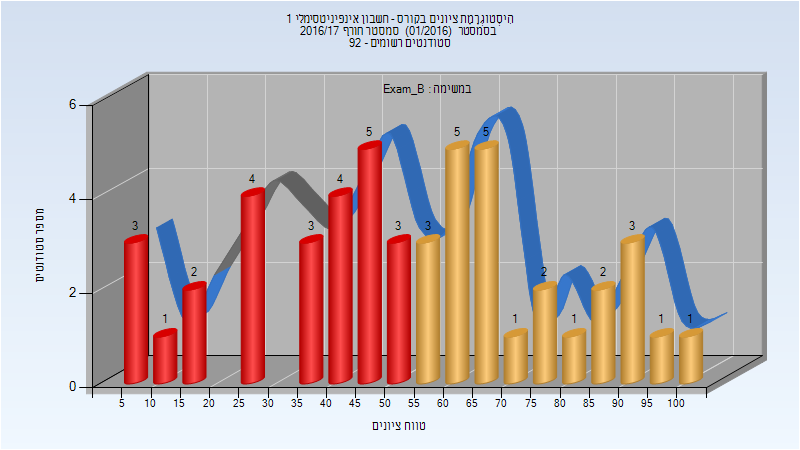 היסטוגרמת ציונים בקורס - חשבון אינפיניטסימלי 1
בסמסטר (01/2016) סמסטר חורף 2016/17
סטודנטים רשומים - 92
במשימה : Exam_B
מספר סטודנטים
6
4
2
0
3 1 2 4 3 4 5 3 3 5 5 1 2 1 2 3 1 1
5 10 15 20 25 30 35 40 45 50 55 60 65 70 75 80 85 90 95 100
טווח ציונים